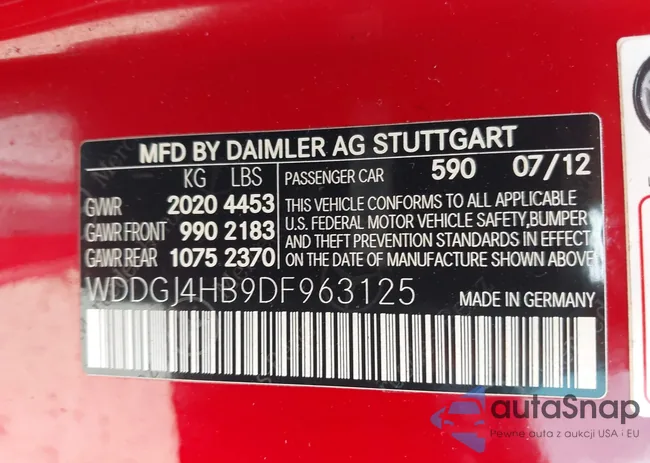 MFD BY DAIMLER AG STUTTGART
KG LBS
GVWR 2020 4453
GAWR FRONT 990 2183
GAWR REAR 1075 2370
PASSENGER CAR 590 07/12
THIS VEHICLE CONFORMS TO ALL APPLICABLE
U.S. FEDERAL MOTOR VEHICLE SAFETY,BUMPER
AND THEFT PREVENTION STANDARDS IN EFFECT
ON THE DATE OF MANUFACTURE SHOWN ABOVE.
WDDGJ4HB9DF963125
MADE IN GERMANY
autaSnap
Pewne auta z aukcji USA i EU